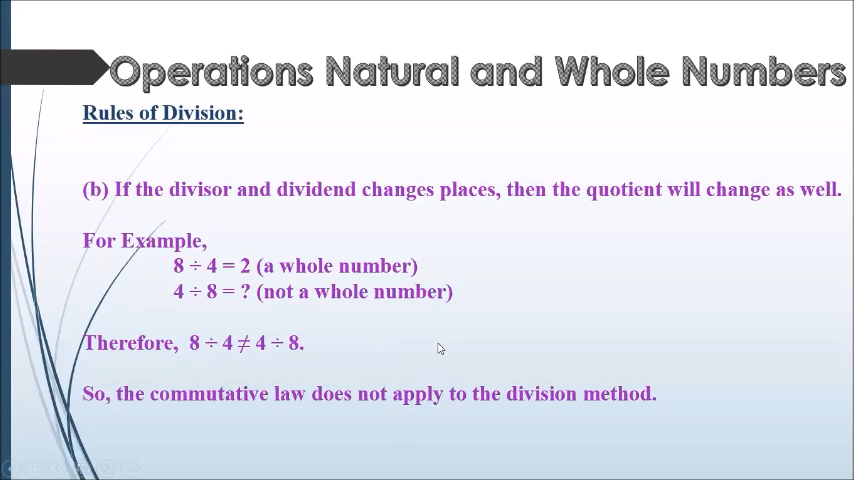 Operations Natural and Whole Numbers
Rules of Division:
(b) If the divisor and dividend changes places, then the quotient will change as well.
For Example,
8 ÷ 4 = 2 (a whole number)
4 ÷ 8 = ? (not a whole number)
Therefore, 8 ÷ 4 ≠ 4 ÷ 8.
So, the commutative law does not apply to the division method.